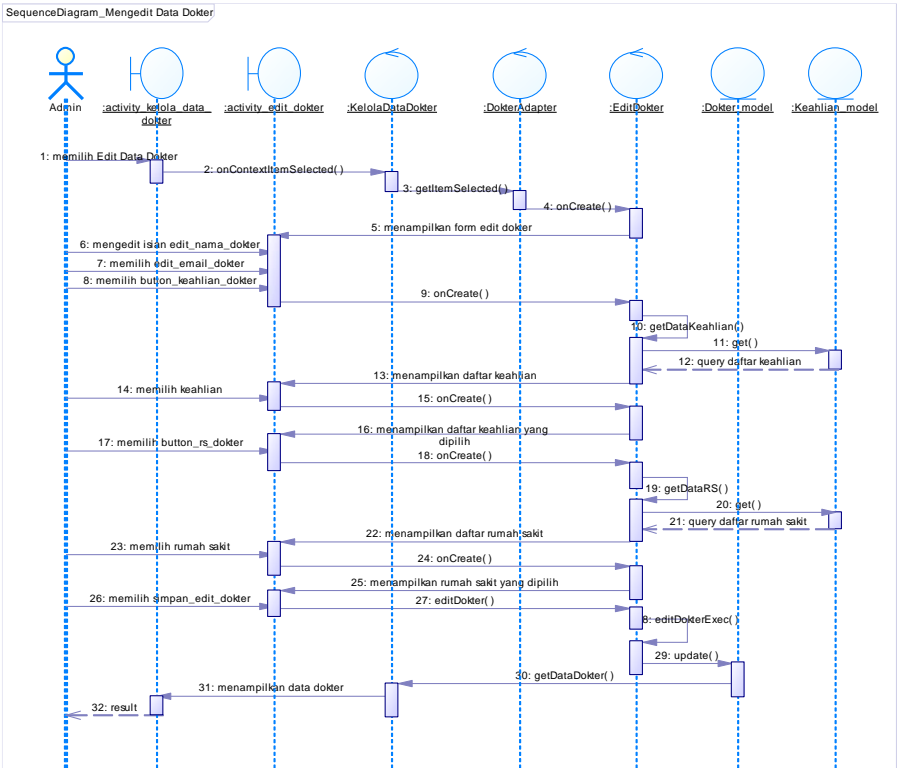 SequenceDiagram_Mengedit Data Dokter
Admin
:activity_kelola_data_
dokter
:activity_edit_dokter
:KelolaDataDokter
:DokterAdapter
:EditDokter
:Dokter_model
:Keahlian_model
1: memilih Edit Data Dokter
2: onContextItemSelected()
3: getItemSelected()
4: onCreate()
5: menampilkan form edit dokter
6: mengedit isian edit_nama_dokter
7: memilih edit_email_dokter
8: memilih button_keahlian_dokter
9: onCreate()
10: getDataKeahlian()
11: get()
12: query daftar keahlian
13: menampilkan daftar keahlian
14: memilih keahlian
15: onCreate()
16: menampilkan daftar keahlian yang
dipilih
17: memilih button_rs_dokter
18: onCreate()
19: getDataRS()
20: get()
21: query daftar rumah sakit
22: menampilkan daftar rumah sakit
23: memilih rumah sakit
24: onCreate()
25: menampilkan rumah sakit yang dipilih
26: memilih simpan_edit_dokter
27: editDokter()
8: editDokterExec()
29: update()
30: getDataDokter()
31: menampilkan data dokter
32: result